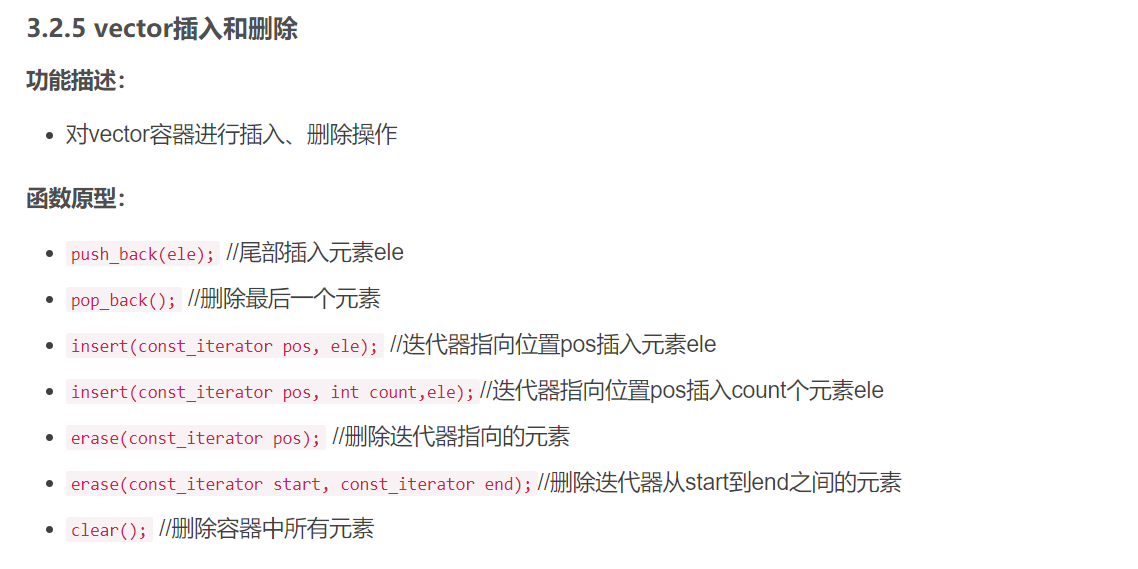 3.2.5 vector插入和删除
功能描述：
对vector容器进行插入、删除操作
函数原型：
push_back(ele); //尾部插入元素ele
pop_back(); //删除最后一个元素
insert(const_iterator pos, ele); //迭代器指向位置pos插入元素ele
insert(const_iterator pos, int count,ele);//迭代器指向位置pos插入count个元素ele
erase(const_iterator pos); //删除迭代器指向的元素
erase(const_iterator start, const_iterator end);//删除迭代器从start到end之间的元素
clear(); //删除容器中所有元素